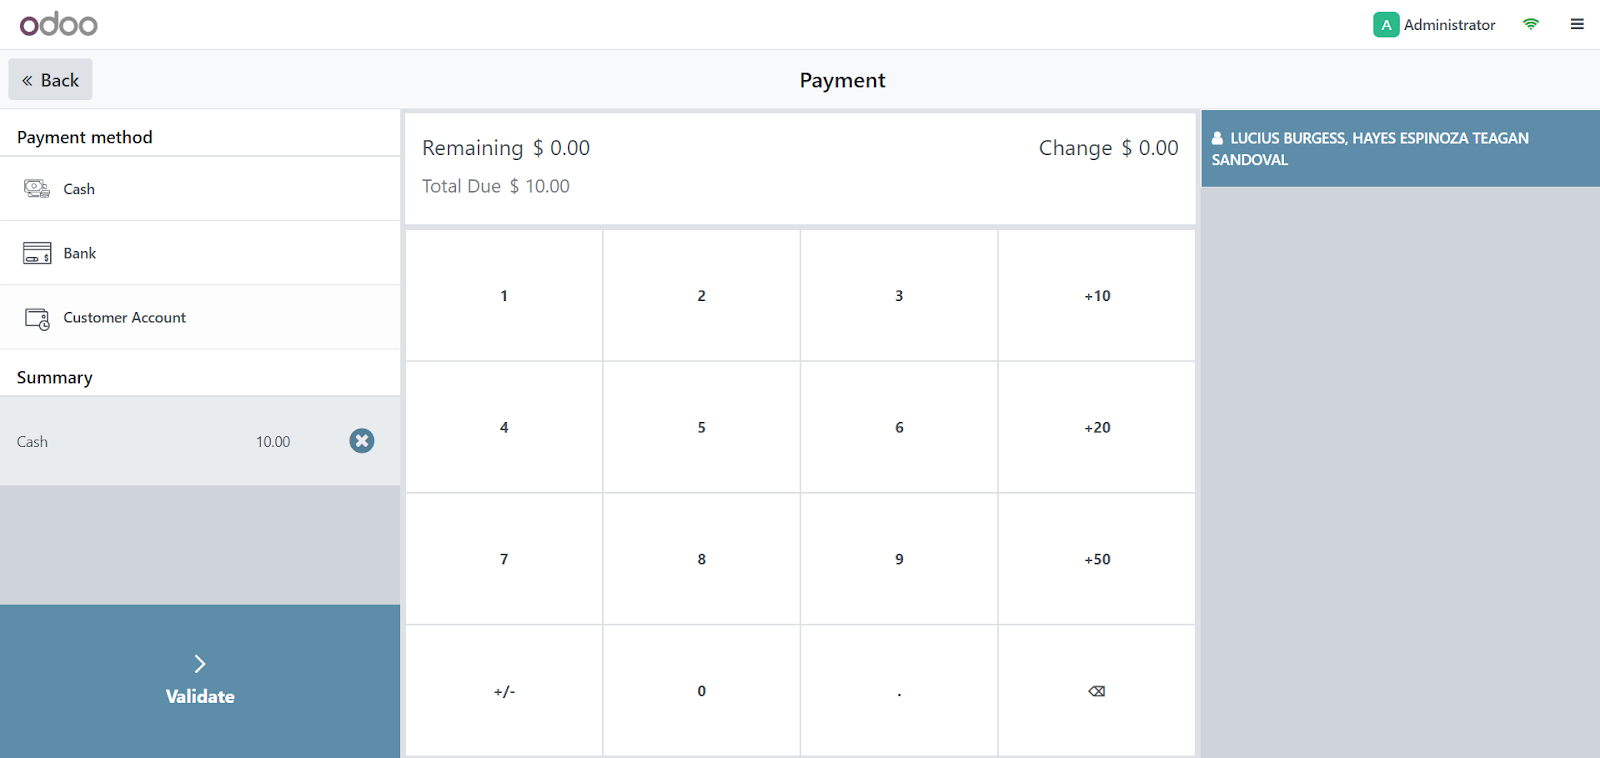 odoo
A Administrator
« Back
Payment
Payment method
Cash
Bank
Customer Account
Summary
Cash 10.00
Validate
Remaining $ 0.00
Change $ 0.00
Total Due $ 10.00
1 2 3 +10
4 5 6 +20
7 8 9 +50
+/- 0 . ⌫
LUCIUS BURGESS, HAYES ESPINOZA TEAGAN
SANDOVAL